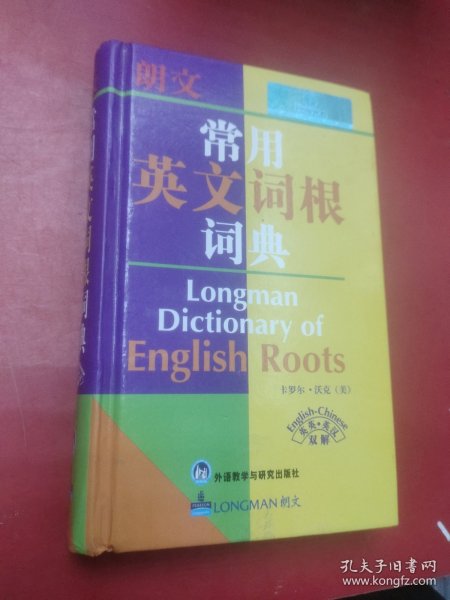 朗文
常用
英文词根
词典
Longman
Dictionary of
English Roots
卡罗尔·沃克(美)
English-Chinese
英英·英汉
双解
外语教学与研究出版社
PEARSON
LONGMAN 朗文
孔夫子旧书网
www.kongfz.com